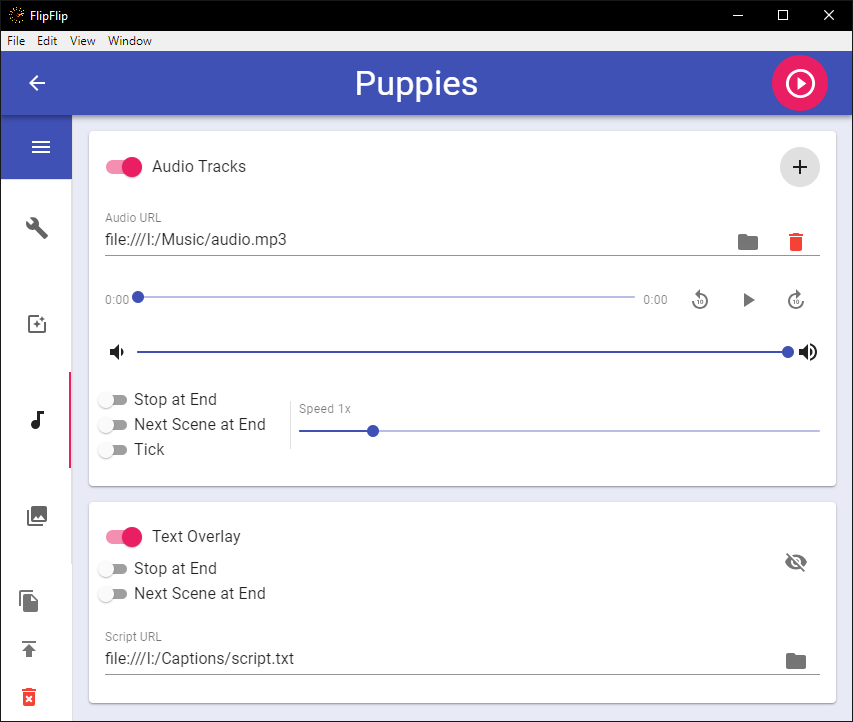 FlipFlip
File Edit View Window
Puppies
Audio Tracks
Audio URL
file:///I:/Music/audio.mp3
0:00
0:00
10
10
Stop at End
Next Scene at End
Tick
Speed 1x
Text Overlay
Stop at End
Next Scene at End
Script URL
file:///I:/Captions/script.txt